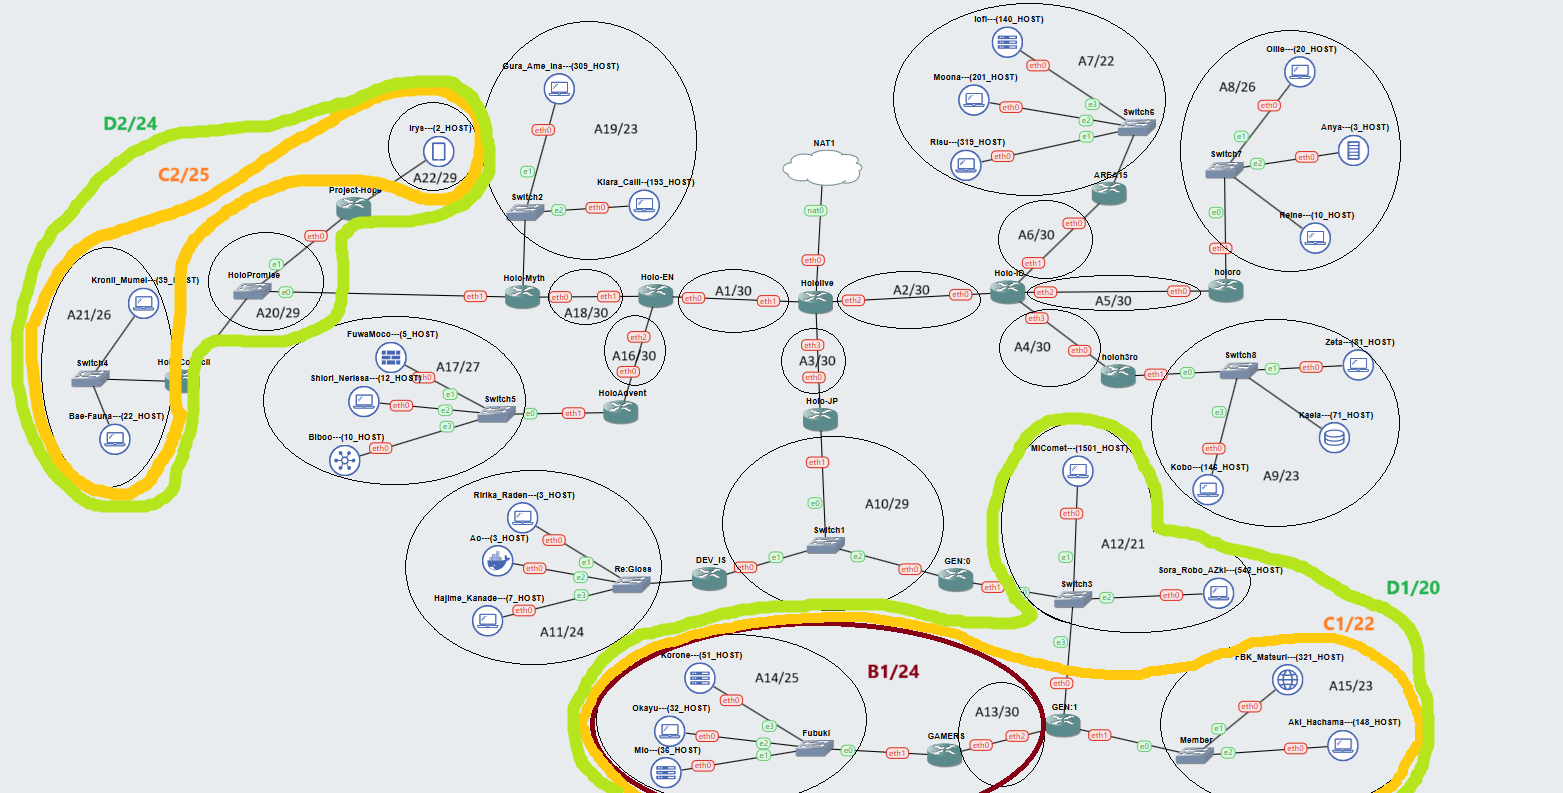 Iofi---(140_HOST)
A7/22
eth0
Moona---(201_HOST)
eth0
e3
e2
e1
Switch6
Risu---(319_HOST)
eth0
AREA15
Ollie---(20_HOST)
A8/26
eth0
e1
Anya---(3_HOST)
Switch7
e2
eth0
e0
Reine---(10_HOST)
eth1
holoro
Gura_Ame_Ina---(309_HOST)
eth0
A19/23
e1
Kiara_Calli---(193_HOST)
Switch2
e2
eth0
D2/24
C2/25
Irys---(2_HOST)
A22/29
Project-Hope
eth0
NAT1
nat0
eth0
A6/30
eth0
eth1
e1
HoloPromise
e0
A20/29
eth1
Holo-Myth
eth0
eth1
A18/30
Holo-EN
eth0
A1/30
eth1
Hololive
eth2
A2/30
eth0
Holo-ID
eth2
A5/30
eth0
Kronii_Mumei---(39_HOST)
A21/26
Switch4
Bae-Fauna---(22_HOST)
FuwaMoco---(5_HOST)
A17/27
eth0
Shiori_Nerissa---(12_HOST)
eth0
e1
e2
e3
Switch5
e0
eth1
HoloAdvent
Biboo---(10_HOST)
eth0
eth2
A16/30
eth0
eth3
A3/30
eth0
Holo-JP
eth3
A4/30
eth0
holoh3ro
eth1
e0
Switch8
e1
eth0
Zeta---(81_HOST)
e3
Kaela---(71_HOST)
eth0
Kobo---(146_HOST)
A9/23
eth1
e0
A10/29
Switch1
e1
e2
Ririka_Raden---(3_HOST)
eth0
Ao---(3_HOST)
eth0
e1
e2
e3
Re:Gloss
Hajime_Kanade---(7_HOST)
eth0
A11/24
DEV_IS
eth0
eth0
GEN:0
eth1
MiComet---(1501_HOST)
eth0
A12/21
e1
Switch3
e2
eth0
Sora_Robo_AZki---(542_HOST)
e3
D1/20
C1/22
B1/24
Korone---(51_HOST)
A14/25
eth0
Okayu---(32_HOST)
eth0
e3
e2
e1
Fubuki
e0
eth1
GAMERS
Mio---(36_HOST)
eth0
A13/30
eth0
eth2
eth0
GEN:1
eth1
e0
Member
FBK_Matsuri---(321_HOST)
A15/23
eth0
e1
e2
eth0
Aki_Hachama---(148_HOST)